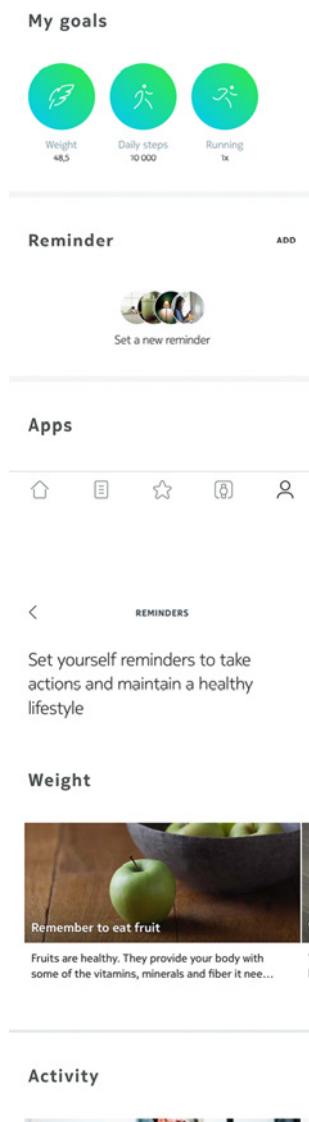 My goals
Weight Daily steps Running
48,5 10 000 1x
Reminder ADD
Set a new reminder
Apps
REMINDERS
Set yourself reminders to take
actions and maintain a healthy
lifestyle
Weight
Remember to eat fruit
Fruits are healthy. They provide your body with
some of the vitamins, minerals and fiber it nee...
Activity